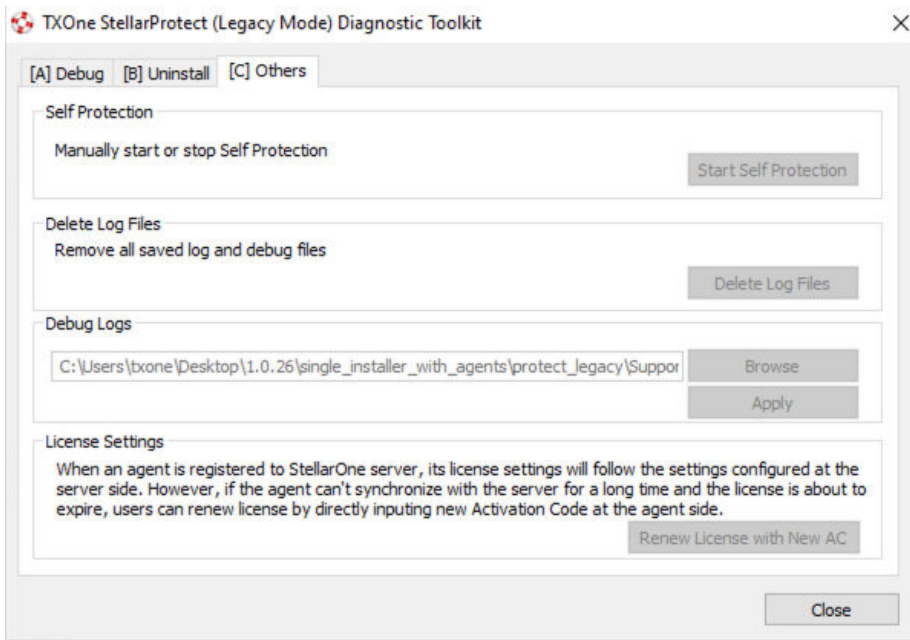 TXOne StellarProtect (Legacy Mode) Diagnostic Toolkit
[A] Debug [B] Uninstall [C] Others
Self Protection
Manually start or stop Self Protection
Start Self Protection
Delete Log Files
Remove all saved log and debug files
Delete Log Files
Debug Logs
C:\Users\txone\Desktop\1.0.26\single_installer_with_agents\protect_legacy\Suppor
Browse
Apply
License Settings
When an agent is registered to StellarOne server, its license settings will follow the settings configured at the
server side. However, if the agent can't synchronize with the server for a long time and the license is about to
expire, users can renew license by directly inputing new Activation Code at the agent side.
Renew License with New AC
Close